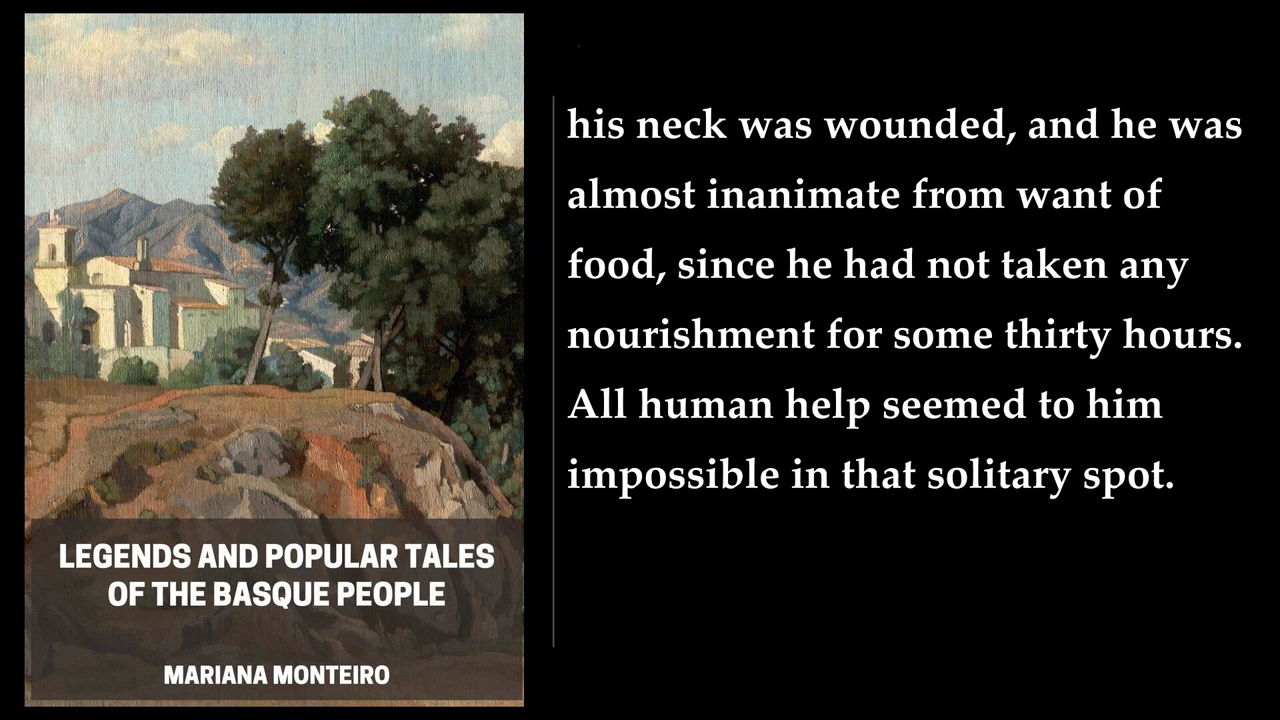 his neck was wounded, and he was
almost inanimate from want of
food, since he had not taken any
nourishment for some thirty hours.
All human help seemed to him
impossible in that solitary spot.
LEGENDS AND POPULAR TALES
OF THE BASQUE PEOPLE
MARIANA MONTEIRO